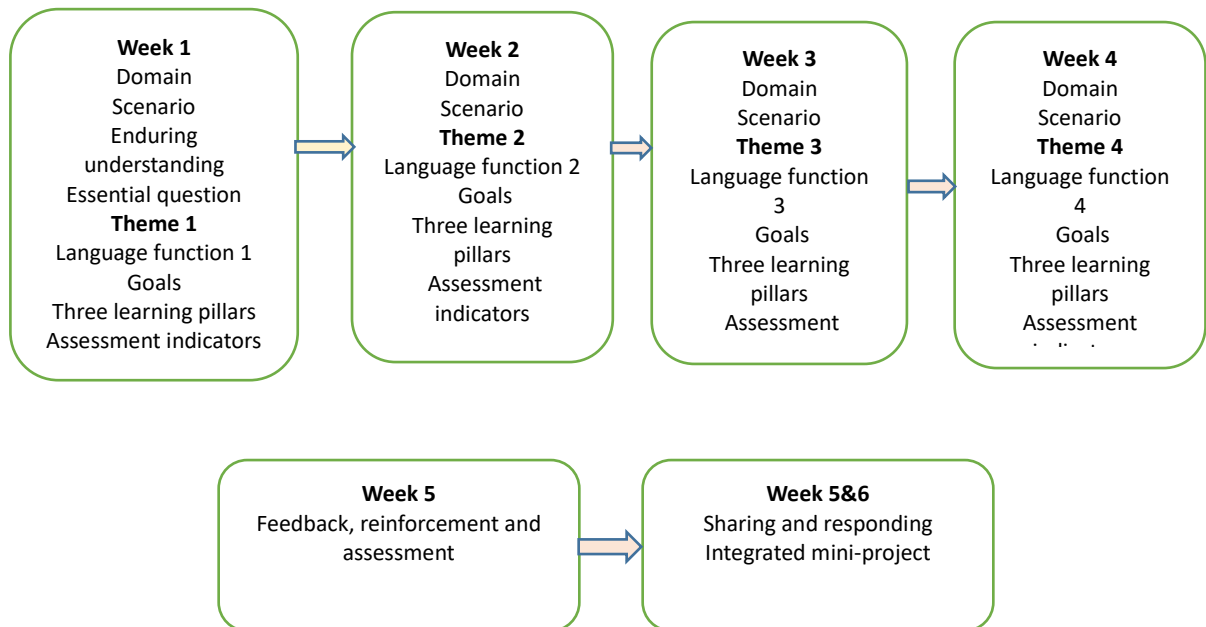 Week 1
Domain
Scenario
Enduring
understanding
Essential question
Theme 1
Language function 1
Goals
Three learning pillars
Assessment indicators
Week 2
Domain
Scenario
Theme 2
Language function 2
Goals
Three learning
pillars
Assessment
indicators
Week 3
Domain
Scenario
Theme 3
Language function
3
Goals
Three learning
pillars
Assessment
Week 4
Domain
Scenario
Theme 4
Language function
4
Goals
Three learning
pillars
Assessment
Week 5
Feedback, reinforcement and
assessment
Week 5&6
Sharing and responding
Integrated mini-project